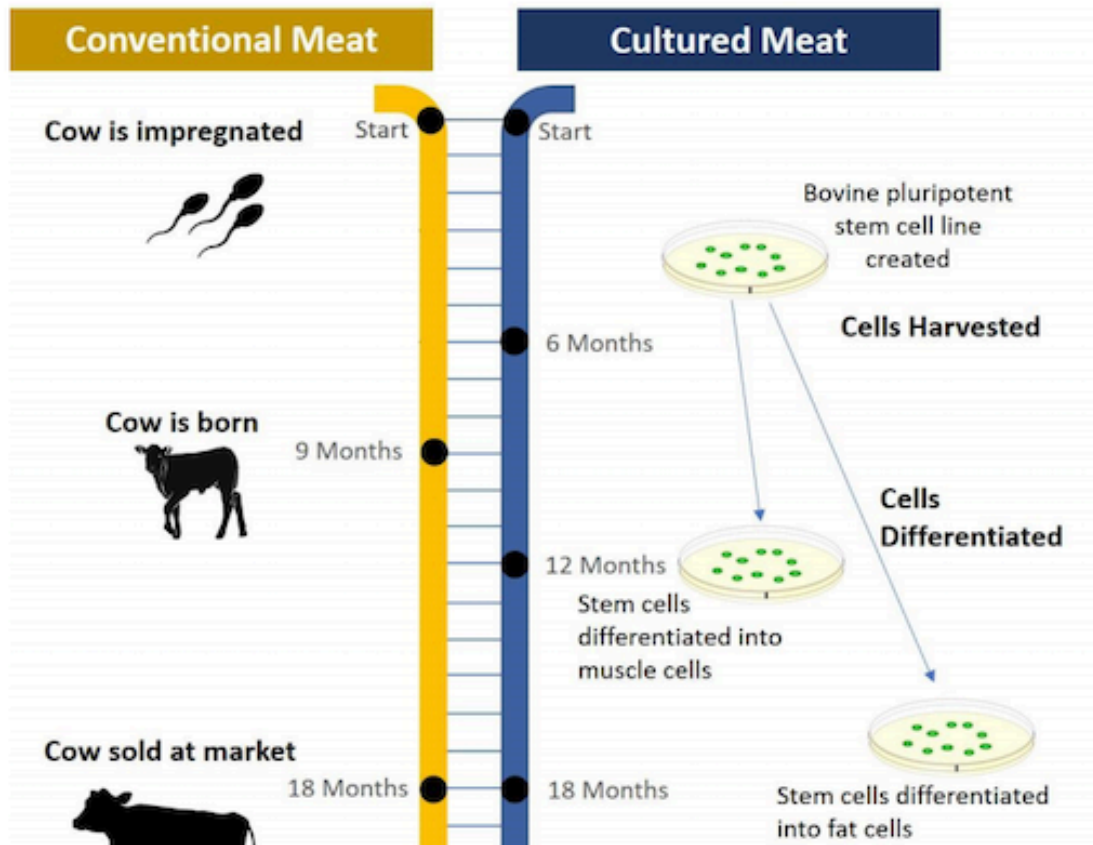 Conventional Meat
Cultured Meat
Cow is impregnated
Start
Start
Bovine pluripotent
stem cell line
created
Cells Harvested
6 Months
Cow is born
9 Months
Cells
Differentiated
12 Months
Stem cells
differentiated into
muscle cells
Cow sold at market
18 Months
18 Months
Stem cells differentiated
into fat cells